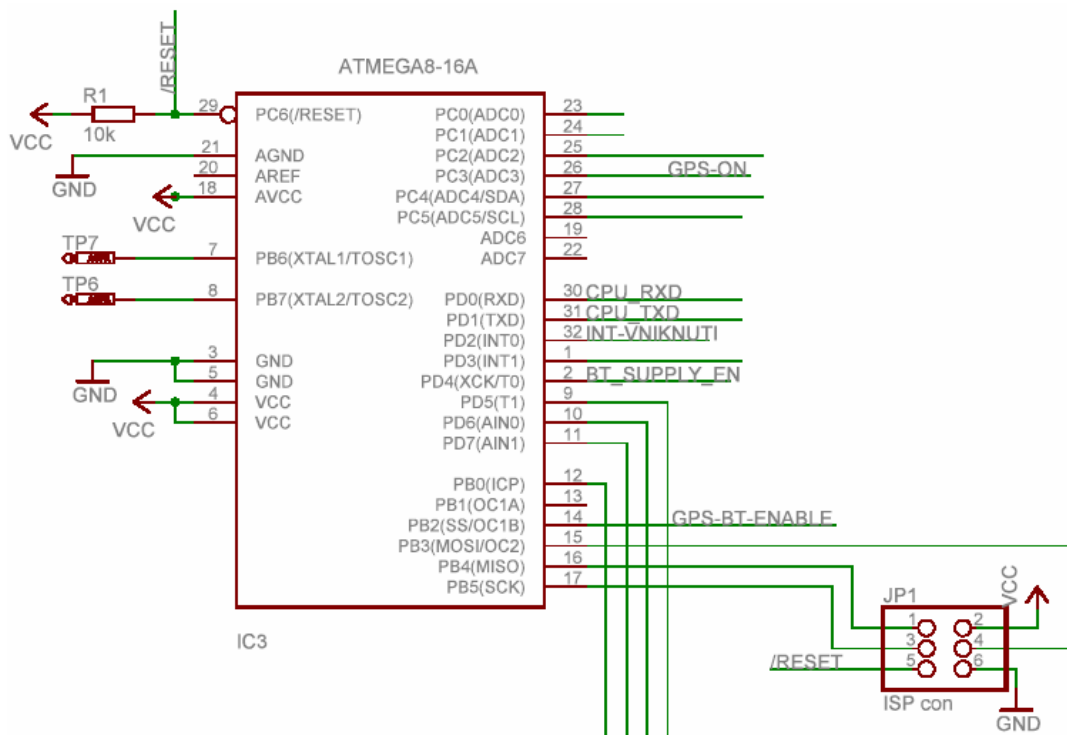 /RESET
ATMEGA8-16A
R1
10k
VCC
29 PC6(/RESET)
21 AGND
GND
20 AREF
18 AVCC
VCC
TP7
7 PB6(XTAL1/TOSC1)
TP6
8 PB7(XTAL2/TOSC2)
3 GND
5 GND
GND
4 VCC
VCC
6 VCC
PC0(ADC0) 23
PC1(ADC1) 24
PC2(ADC2) 25
PC3(ADC3) 26 GPS-ON
PC4(ADC4/SDA) 27
PC5(ADC5/SCL) 28
ADC6 19
ADC7 22
PD0(RXD) 30 CPU_RXD
PD1(TXD) 31 CPU_TXD
PD2(INT0) 32 INT-VNIKNUTI
PD3(INT1) 1
PD4(XCK/T0) 2 BT_SUPPLY_EN
PD5(T1) 9
PD6(AIN0) 10
PD7(AIN1) 11
PB0(ICP) 12
PB1(OC1A) 13
PB2(SS/OC1B) 14 GPS-BT-ENABLE
PB3(MOSI/OC2) 15
PB4(MISO) 16
PB5(SCK) 17
IC3
JP1
VCC
1 2
3 4
/RESET 5 6
ISP con
GND